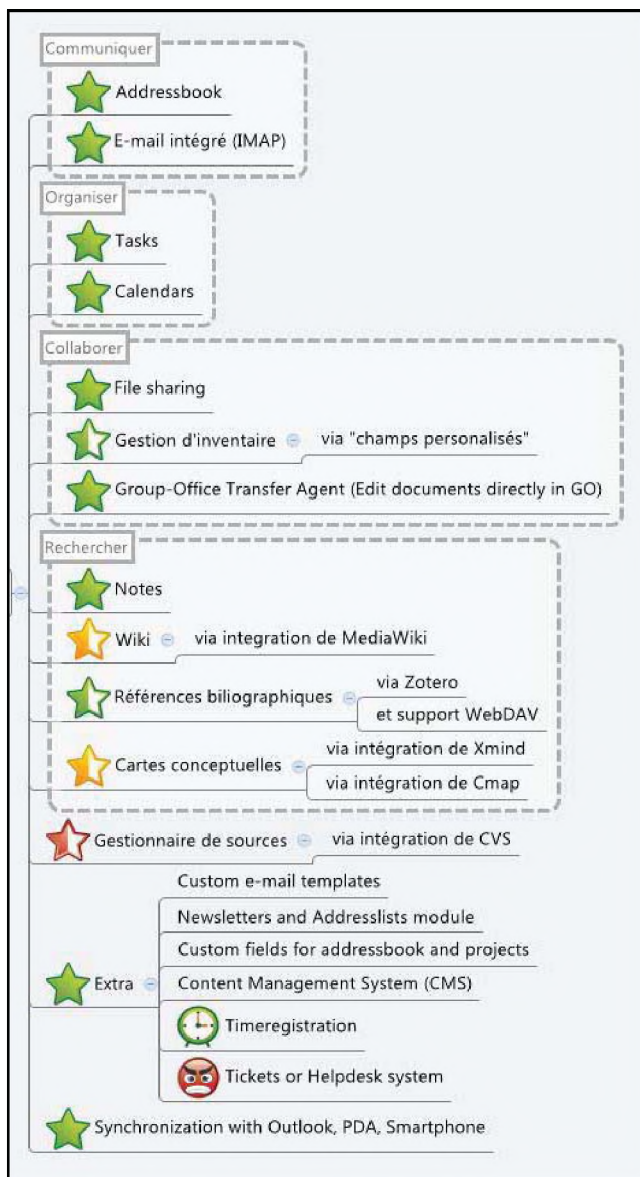 Communiquer
Addressbook
E-mail intégré (IMAP)
Organiser
Tasks
Calendars
Collaborer
File sharing
Gestion d'inventaire via "champs personalisés"
Group-Office Transfer Agent (Edit documents directly in GO)
Rechercher
Notes
Wiki via integration de MediaWiki
Références biliographiques
via Zotero
et support WebDAV
Cartes conceptuelles
via intégration de Xmind
via intégration de Cmap
Gestionnaire de sources via intégration de CVS
Extra
Custom e-mail templates
Newsletters and Addresslists module
Custom fields for addressbook and projects
Content Management System (CMS)
Timeregistration
Tickets or Helpdesk system
Synchronization with Outlook, PDA, Smartphone